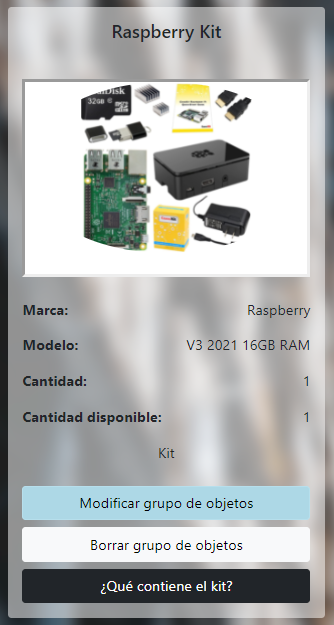 Raspberry Kit
32GB
Marca: Raspberry
Modelo: V3 2021 16GB RAM
Cantidad: 1
Cantidad disponible: 1
Kit
Modificar grupo de objetos
Borrar grupo de objetos
¿Qué contiene el kit?